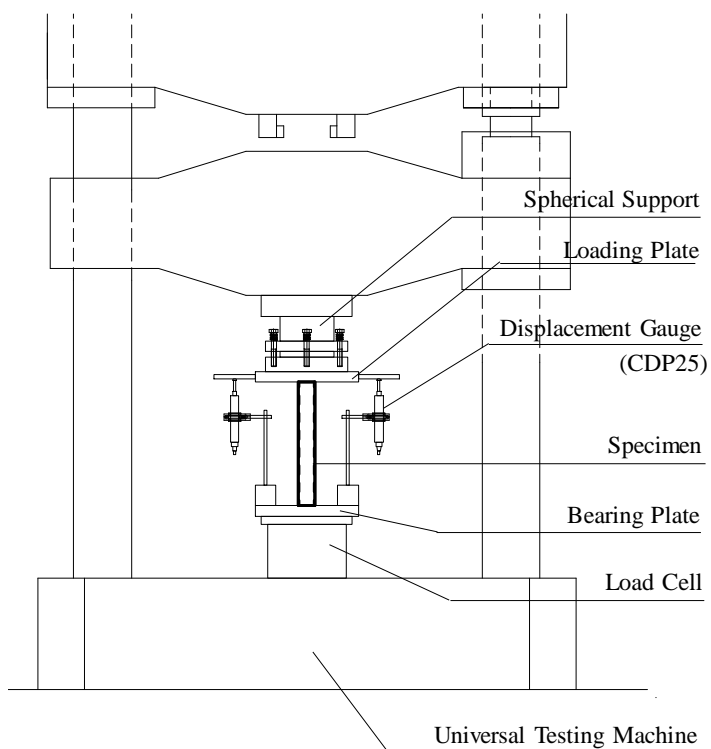 Spherical Support
Loading Plate
Displacement Gauge
(CDP25)
Specimen
Bearing Plate
Load Cell
Universal Testing Machine